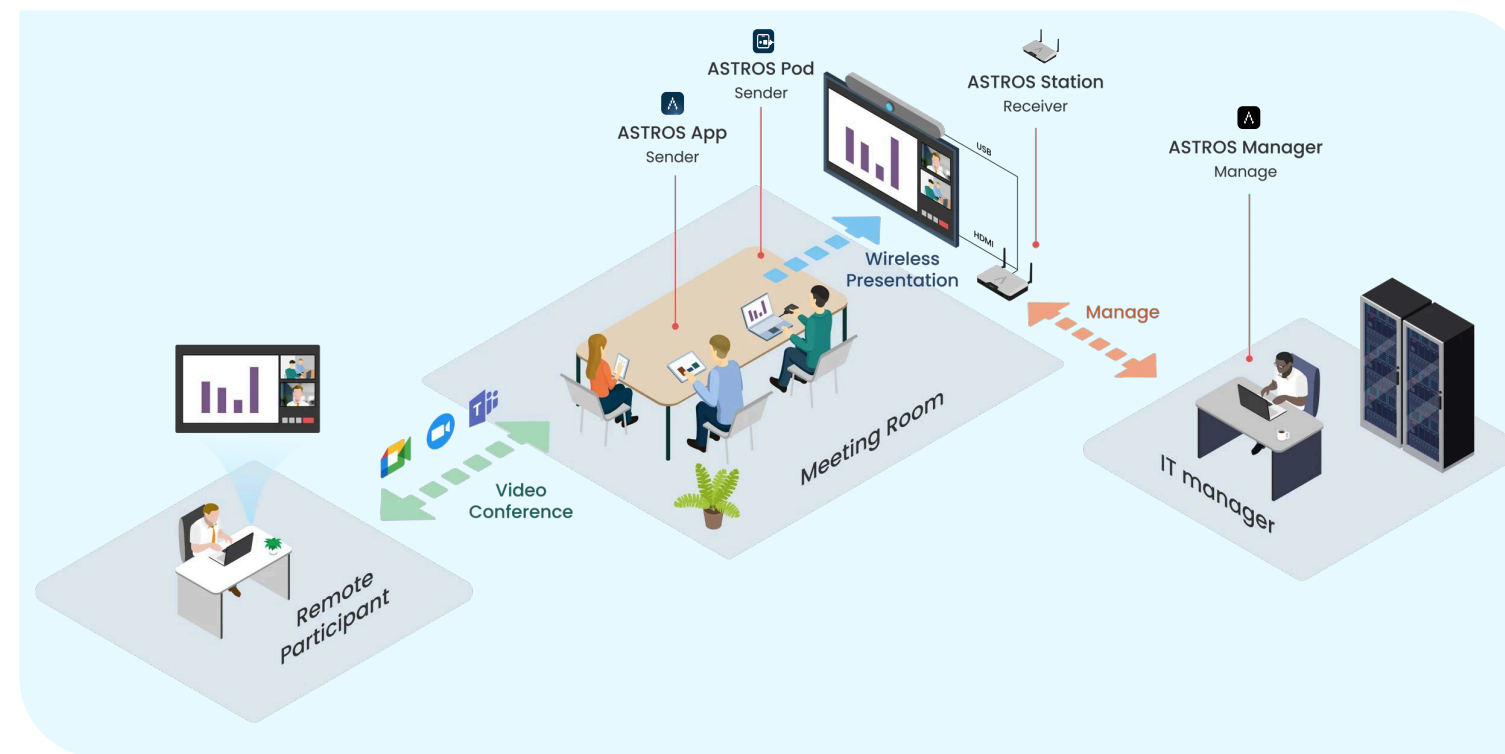 ASTROS Pod
Sender
ASTROS App
Sender
ASTROS Station
Receiver
ASTROS Manager
Manage
USB
HDMI
Wireless
Presentation
Manage
Meeting Room
IT manager
Video
Conference
Remote
Participant